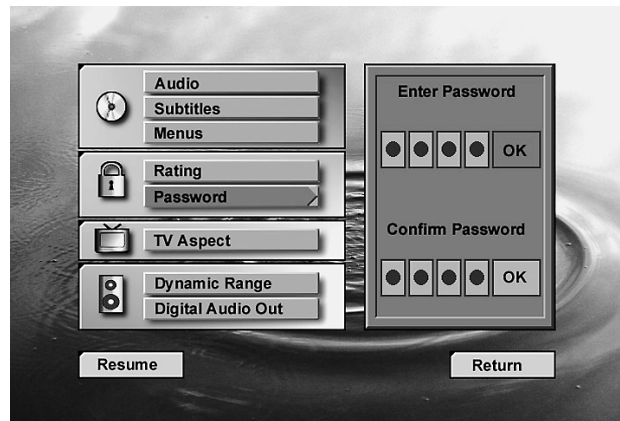 Audio
Subtitles
Menus
Rating
Password
TV Aspect
Dynamic Range
Digital Audio Out
Enter Password
OK
Confirm Password
OK
Resume
Return